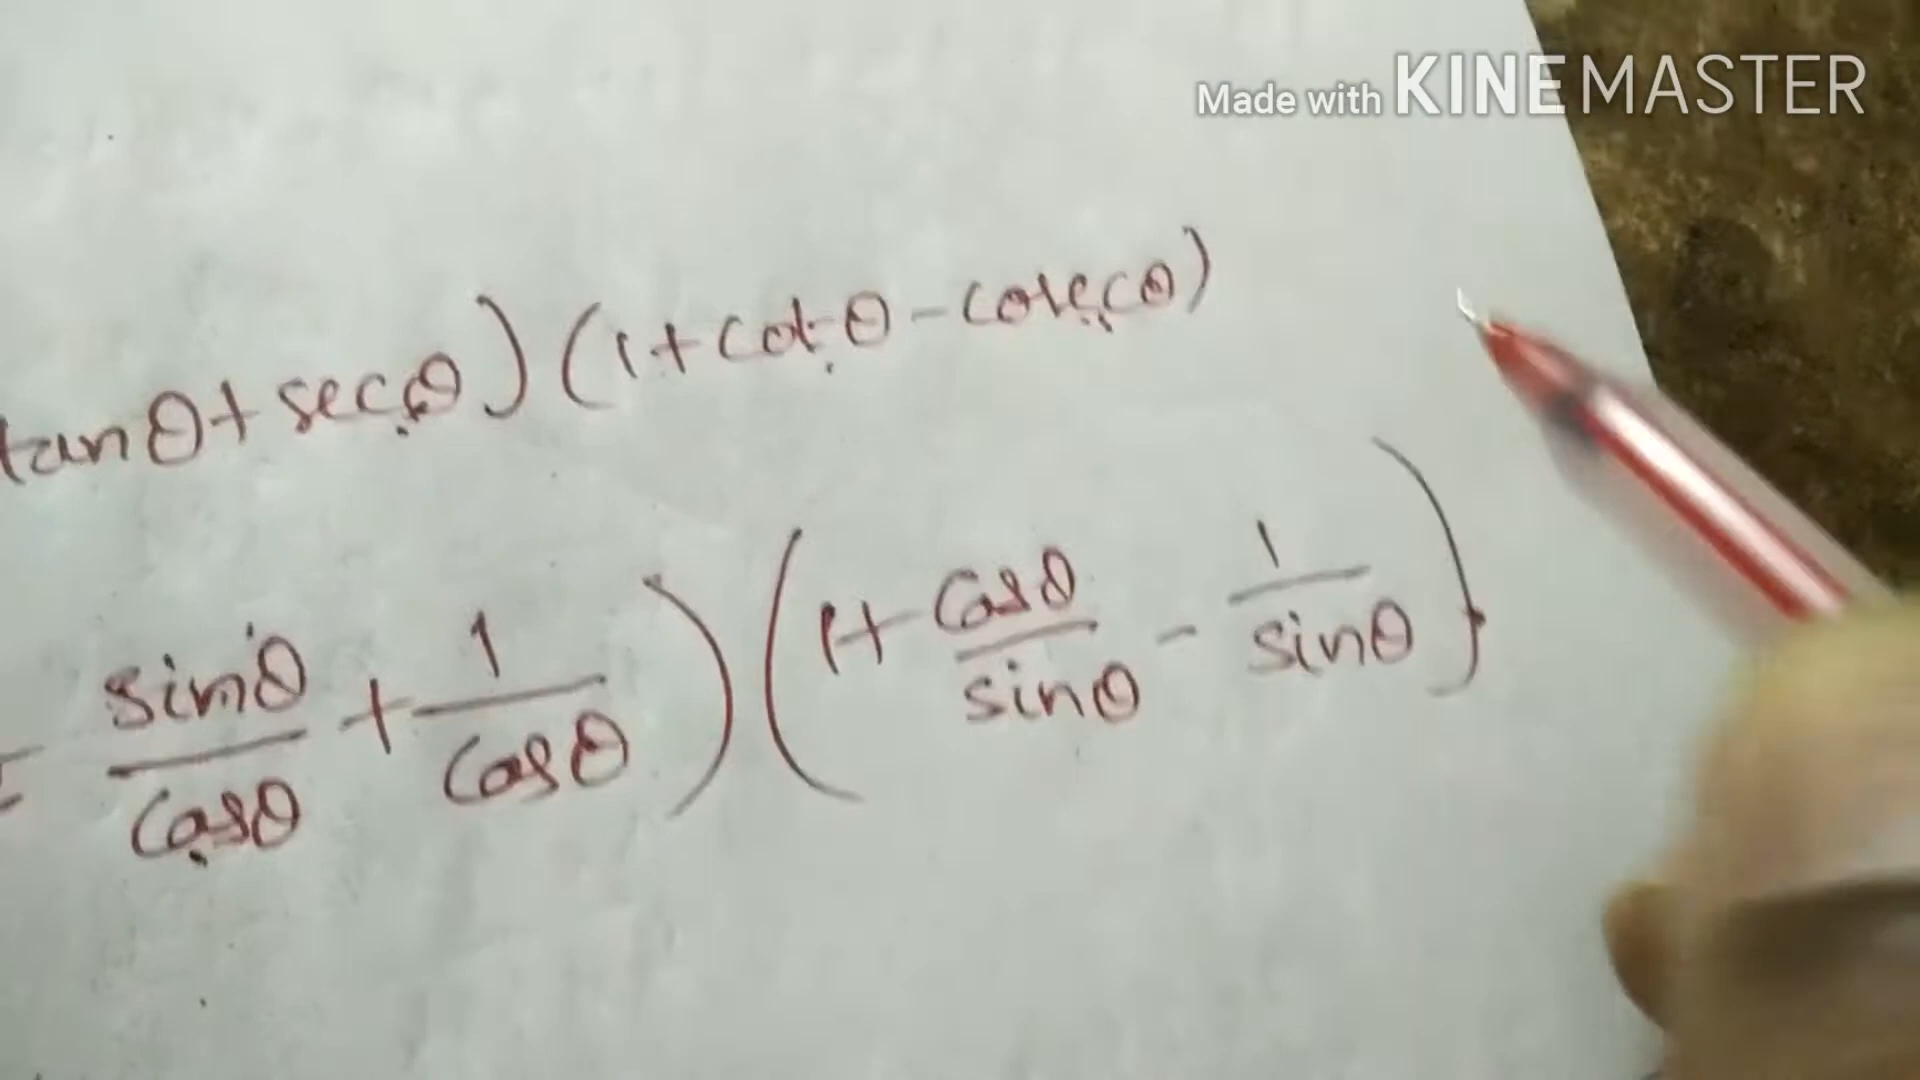 Made with KINEMASTER
tanθ + secθ) (1 + cotθ - cosecθ)
= sinθ/cosθ + 1/cosθ) (1 + cosθ/sinθ - 1/sinθ)